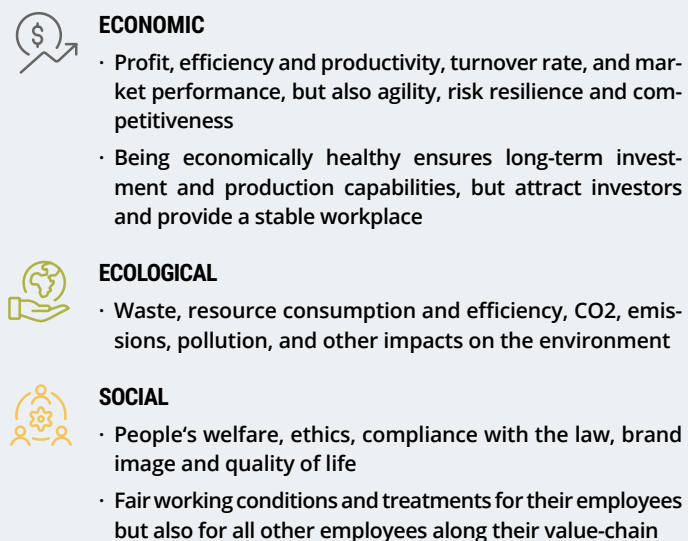 $
ECONOMIC
· Profit, efficiency and productivity, turnover rate, and mar-
ket performance, but also agility, risk resilience and com-
petitiveness
· Being economically healthy ensures long-term invest-
ment and production capabilities, but attract investors
and provide a stable workplace
ECOLOGICAL
· Waste, resource consumption and efficiency, CO2, emis-
sions, pollution, and other impacts on the environment
SOCIAL
· People‘s welfare, ethics, compliance with the law, brand
image and quality of life
· Fair working conditions and treatments for their employees
but also for all other employees along their value-chain